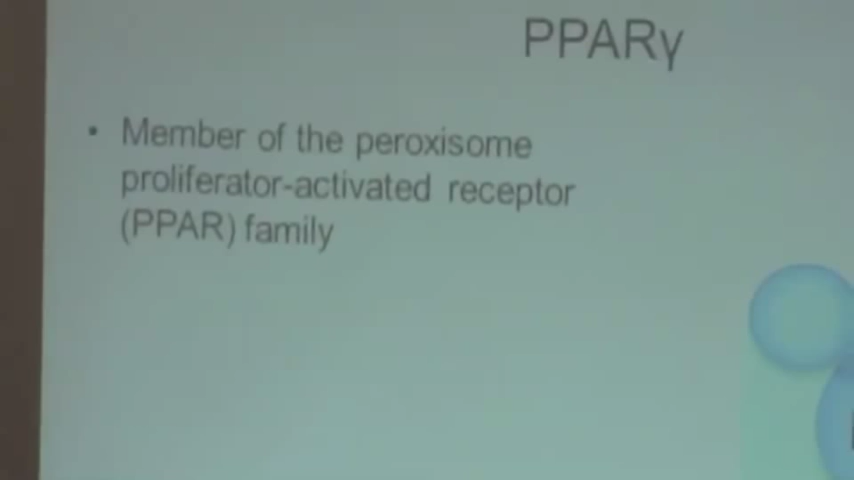 PPARγ
• Member of the peroxisome
proliferator-activated receptor
(PPAR) family